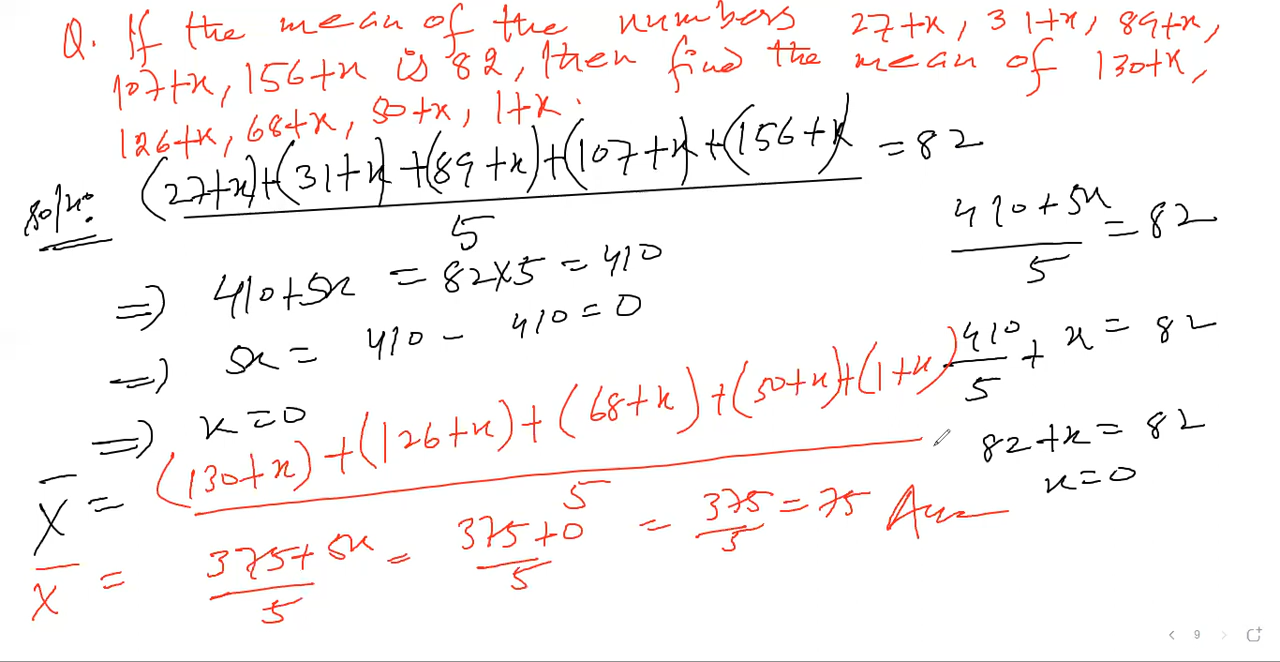 Q. If the mean of the numbers 27+x, 31+x, 89+x,
107+x, 156+x is 82, then find the mean of 130+x,
126+x, 68+x, 50+x, 1+x.
Soln: (27+x)+(31+x)+(89+x)+(107+x)+(156+x) = 82
5
⇒) 410+5x = 82×5 = 410
⇒) 5x = 410 - 410 = 0
⇒) x=0
410+5x = 82
5
410 + x = 82
5
82+x = 82
x=0
X̄ = (130+x)+(126+x)+(68+x)+(50+x)+(1+x)
5
X̄ = 375+5x = 375+0 = 375 = 75 Ans
5 5 5
9